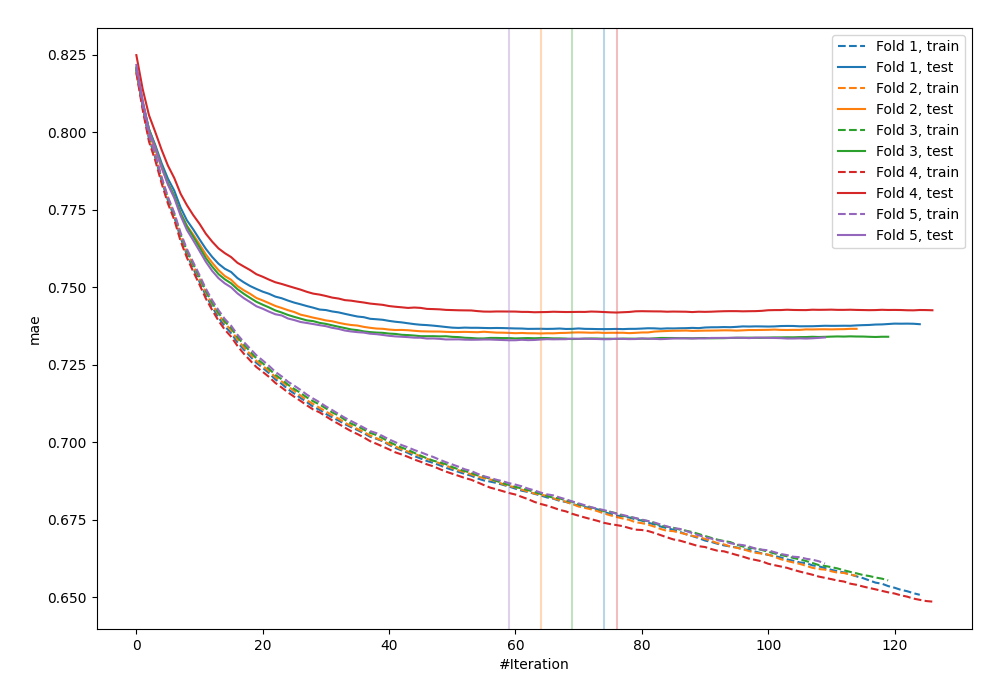 mae
0.825
0.800
0.775
0.750
0.725
0.700
0.675
0.650
0 20 40 60 80 100 120
#Iteration
Fold 1, train
Fold 1, test
Fold 2, train
Fold 2, test
Fold 3, train
Fold 3, test
Fold 4, train
Fold 4, test
Fold 5, train
Fold 5, test